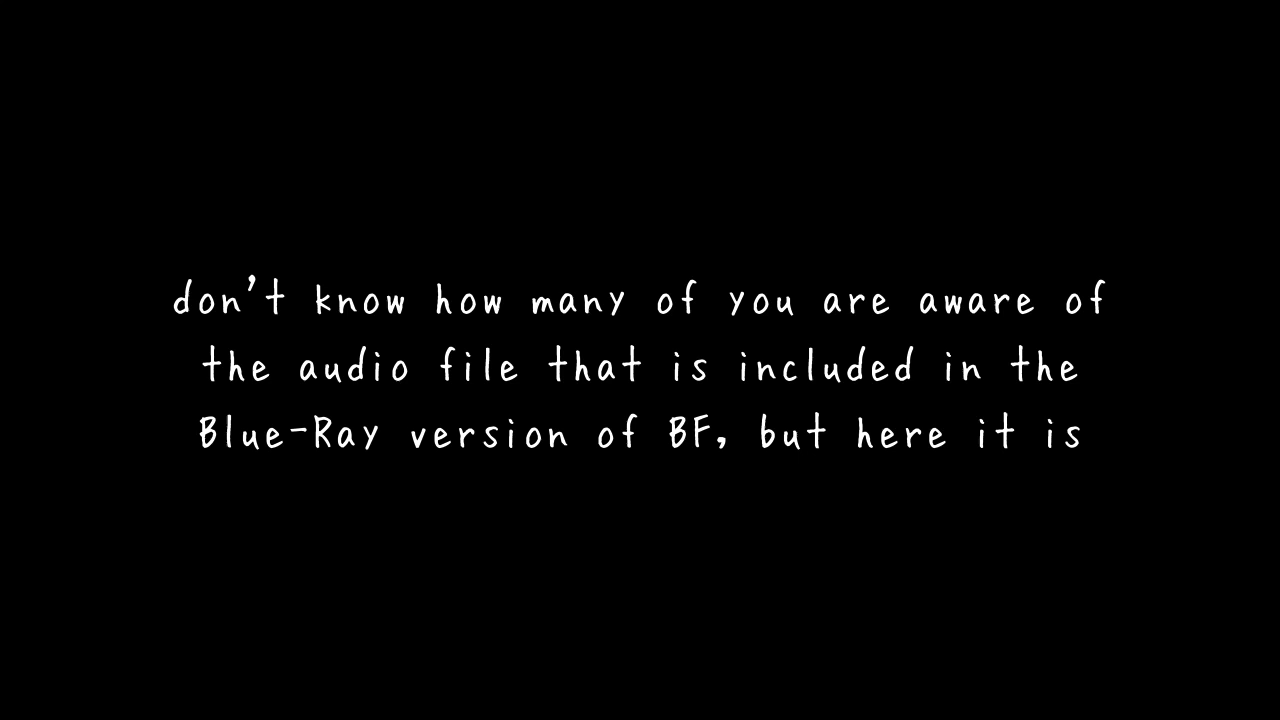 don't know how many of you are aware of
the audio file that is included in the
Blue-Ray version of BF, but here it is